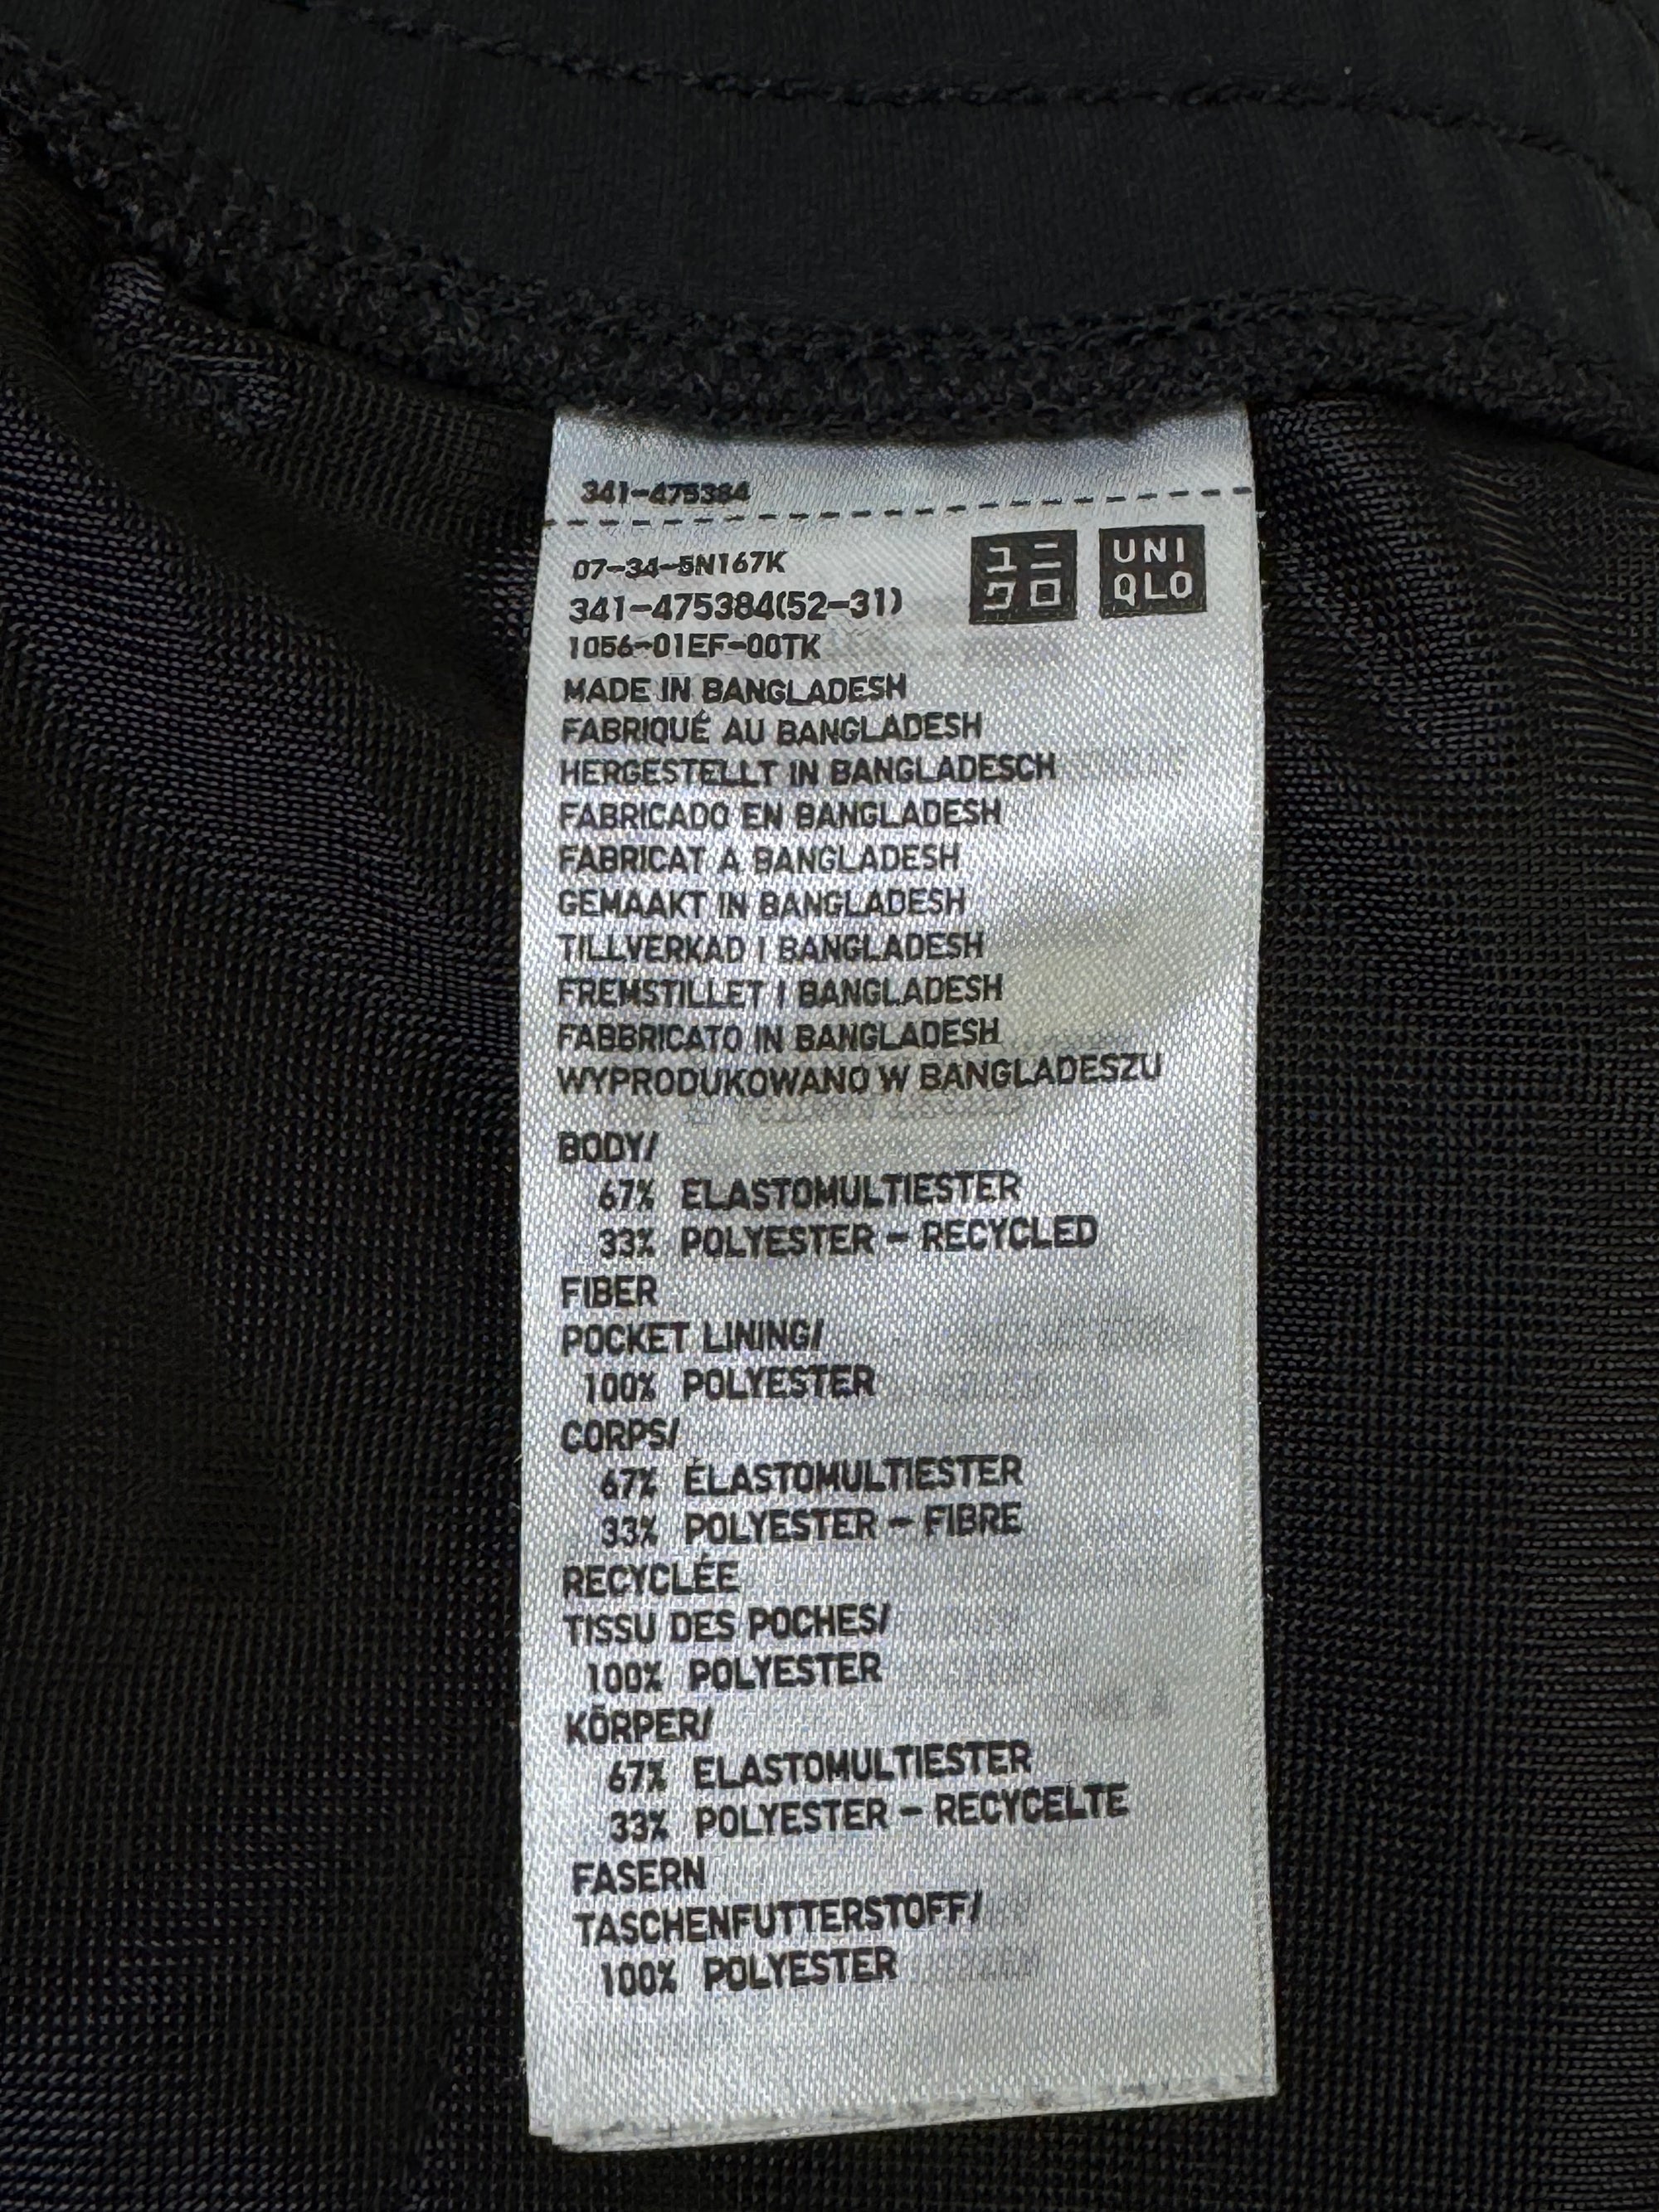 341-475384
07-34-5N167K
ユニ
クロ
UNI
QLO
341-475384(52-31)
1056-01EF-00TK
MADE IN BANGLADESH
FABRIQUÉ AU BANGLADESH
HERGESTELLT IN BANGLADESCH
FABRICADO EN BANGLADESH
FABRICAT A BANGLADESH
GEMAAKT IN BANGLADESH
TILLVERKAD I BANGLADESH
FREMSTILLET I BANGLADESH
FABBRICATO IN BANGLADESH
WYPRODUKOWANO W BANGLADESZU
BODY/
67% ELASTOMULTIESTER
33% POLYESTER - RECYCLED
FIBER
POCKET LINING/
100% POLYESTER
CORPS/
67% ÉLASTOMULTIESTER
33% POLYESTER - FIBRE
RECYCLÉE
TISSU DES POCHES/
100% POLYESTER
KÖRPER/
67% ELASTOMULTIESTER
33% POLYESTER - RECYCELTE
FASERN
TASCHENFUTTERSTOFF/
100% POLYESTER